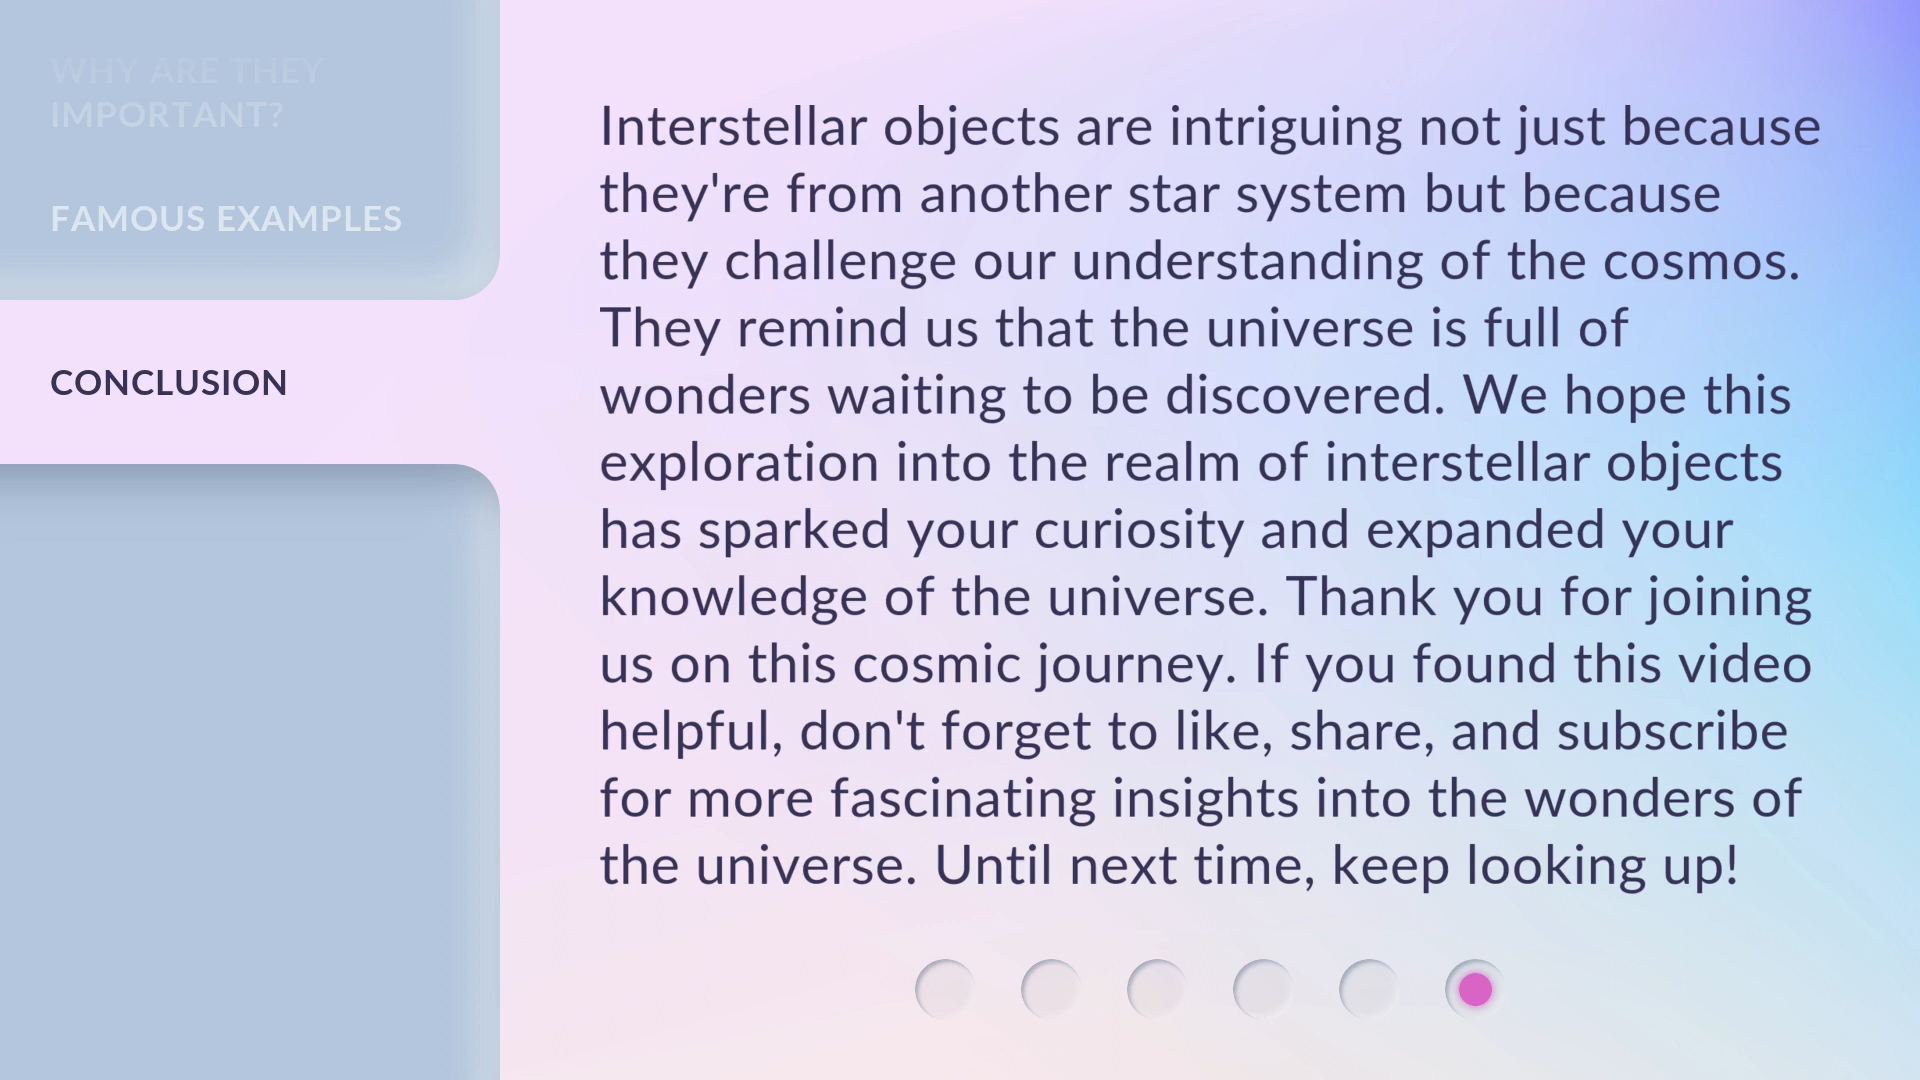 WHY ARE THEY
IMPORTANT?
FAMOUS EXAMPLES
CONCLUSION
Interstellar objects are intriguing not just because
they're from another star system but because
they challenge our understanding of the cosmos.
They remind us that the universe is full of
wonders waiting to be discovered. We hope this
exploration into the realm of interstellar objects
has sparked your curiosity and expanded your
knowledge of the universe. Thank you for joining
us on this cosmic journey. If you found this video
helpful, don't forget to like, share, and subscribe
for more fascinating insights into the wonders of
the universe. Until next time, keep looking up!